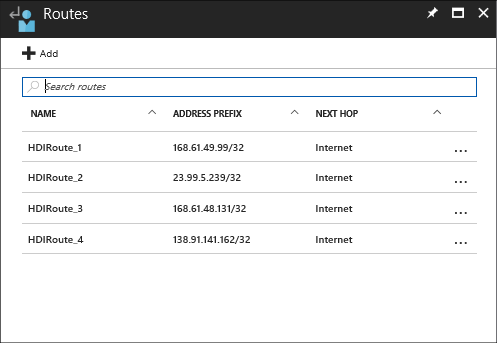 Routes
Add
Search routes
NAME ADDRESS PREFIX NEXT HOP
HDIRoute_1 168.61.49.99/32 Internet ...
HDIRoute_2 23.99.5.239/32 Internet ...
HDIRoute_3 168.61.48.131/32 Internet ...
HDIRoute_4 138.91.141.162/32 Internet ...